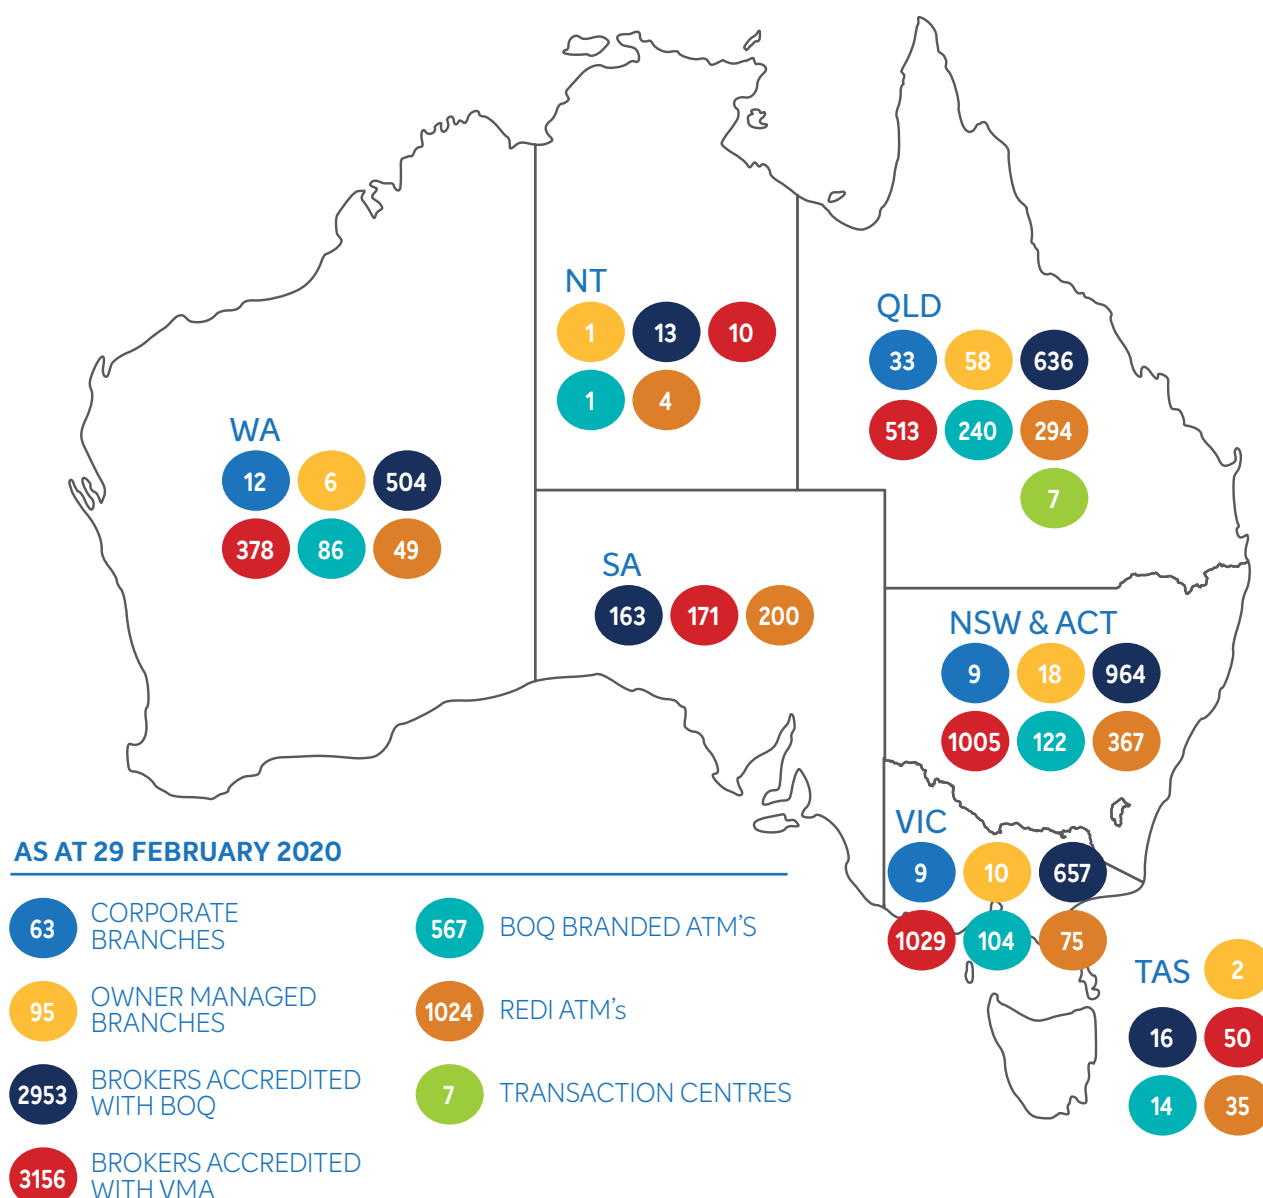 NT
1 13 10
1 4
QLD
33 58 636
513 240 294
7
WA
12 6 504
378 86 49
SA
163 171 200
NSW & ACT
9 18 964
1005 122 367
VIC
9 10 657
1029 104 75
TAS 2
16 50
14 35
AS AT 29 FEBRUARY 2020
63 CORPORATE
BRANCHES
95 OWNER MANAGED
BRANCHES
2953 BROKERS ACCREDITED
WITH BOQ
3156 BROKERS ACCREDITED
WITH VMA
567 BOQ BRANDED ATM'S
1024 REDI ATM's
7 TRANSACTION CENTRES